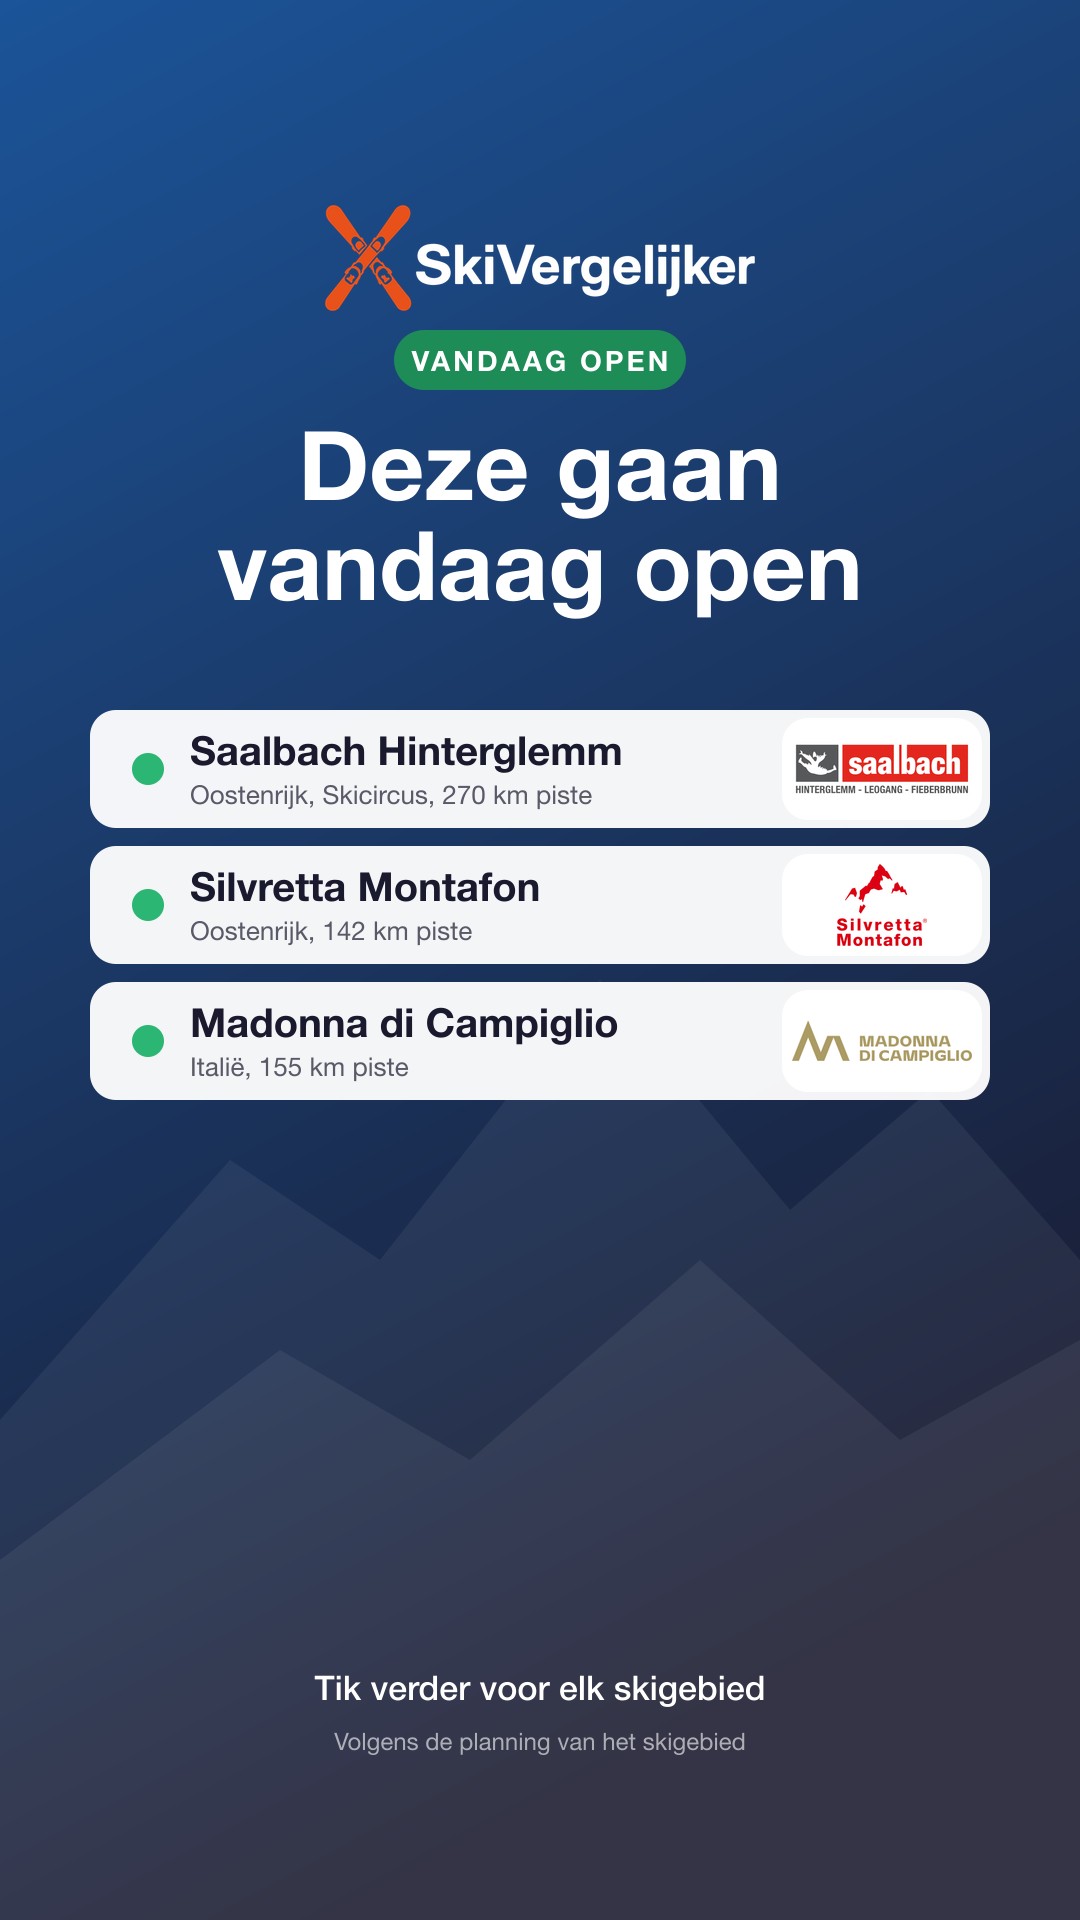 SkiVergelijker
VANDAAG OPEN
Deze gaan
vandaag open
Saalbach Hinterglemm
Oostenrijk, Skicircus, 270 km piste
saalbach
HINTERGLEMM - LEOGANG - FIEBERBRUNN
Silvretta Montafon
Oostenrijk, 142 km piste
Silvretta®
Montafon
Madonna di Campiglio
Italië, 155 km piste
MADONNA
DI CAMPIGLIO
Tik verder voor elk skigebied
Volgens de planning van het skigebied